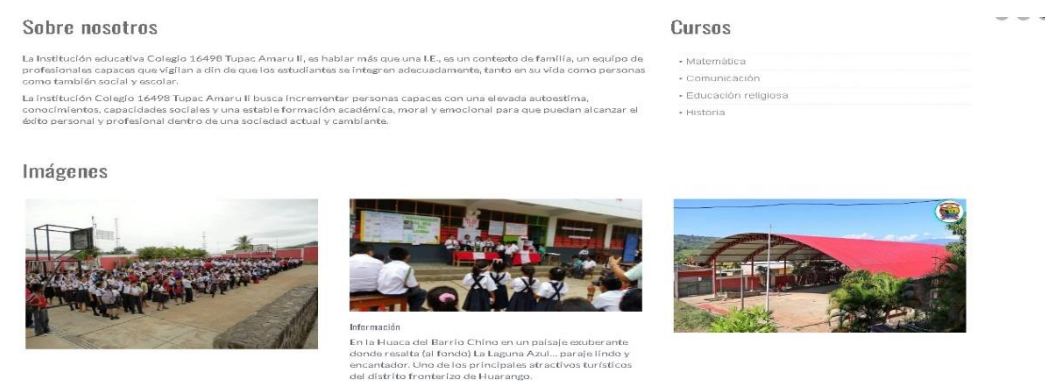 Sobre nosotros
La Institución educativa Colegio 16498 Tupac Amaru Ii, es hablar más que una I.E., es un contexto de familia, un equipo de
profesionales capaces que vigilan a din de que los estudiantes se integren adecuadamente, tanto en su vida como personas
como también social y escolar.
La institución Colegio 16498 Tupac Amaru Ii busca incrementar personas capaces con una elevada autoestima,
conocimientos, capacidades sociales y una estable formación académica, moral y emocional para que puedan alcanzar el
éxito personal y profesional dentro de una sociedad actual y cambiante.
Cursos
• Matemática
• Comunicación
• Educación religiosa
• Historia
Imágenes
Información
En la Huaca del Barrio Chino en un paisaje exuberante
donde resalta (al fondo) La Laguna Azul... paraje lindo y
encantador. Uno de los principales atractivos turísticos
del distrito fronterizo de Huarango.